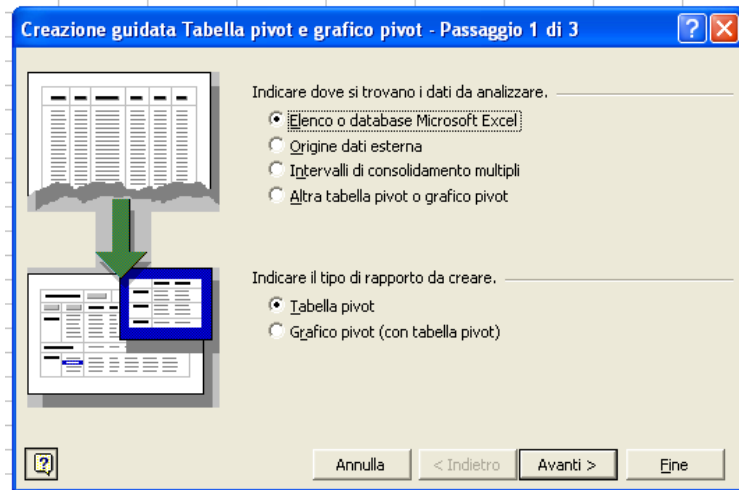 Creazione guidata Tabella pivot e grafico pivot - Passaggio 1 di 3
Indicare dove si trovano i dati da analizzare.
Elenco o database Microsoft Excel
Origine dati esterna
Intervalli di consolidamento multipli
Altra tabella pivot o grafico pivot
Indicare il tipo di rapporto da creare.
Tabella pivot
Grafico pivot (con tabella pivot)
Annulla
< Indietro
Avanti >
Fine